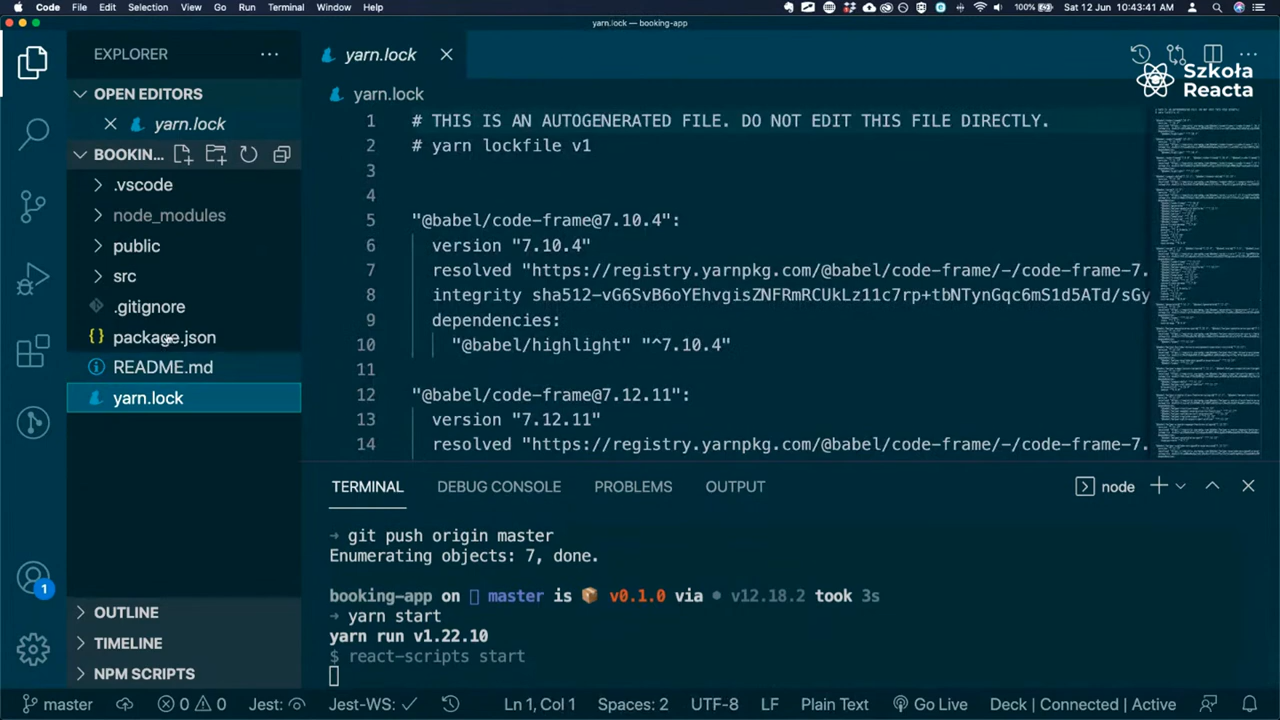 Code File Edit Selection View Go Run Terminal Window Help 100% Sat 12 Jun 10:43:41
yarn.lock — booking-app
EXPLORER
OPEN EDITORS
yarn.lock
BOOKIN...
.vscode
node_modules
public
src
.gitignore
package.json
README.md
yarn.lock
OUTLINE
TIMELINE
NPM SCRIPTS
yarn.lock
Szkoła
Reacta
yarn.lock
1 # THIS IS AN AUTOGENERATED FILE. DO NOT EDIT THIS FILE DIRECTLY.
2 # yarn lockfile v1
3
4
5 "@babel/code-frame@7.10.4":
6 version "7.10.4"
7 resolved "https://registry.yarnpkg.com/@babel/code-frame/-/code-frame-7.
8 integrity
9 dependencies:
10 "@babel/highlight" "^7.10.4"
11
12 "@babel/code-frame@7.12.11":
13 version "7.12.11"
14 resolved "https://registry.yarnpkg.com/@babel/code-frame/-/code-frame-7.
TERMINAL DEBUG CONSOLE PROBLEMS OUTPUT node
→ git push origin master
Enumerating objects: 7, done.
booking-app on master is 📦 v0.1.0 via v12.18.2 took 3s
→ yarn start
yarn run v1.22.10
$ react-scripts start
1
master 0 0 Jest: Jest-WS: Ln 1, Col 1 Spaces: 2 UTF-8 LF Plain Text Go Live Deck | Connected | Active